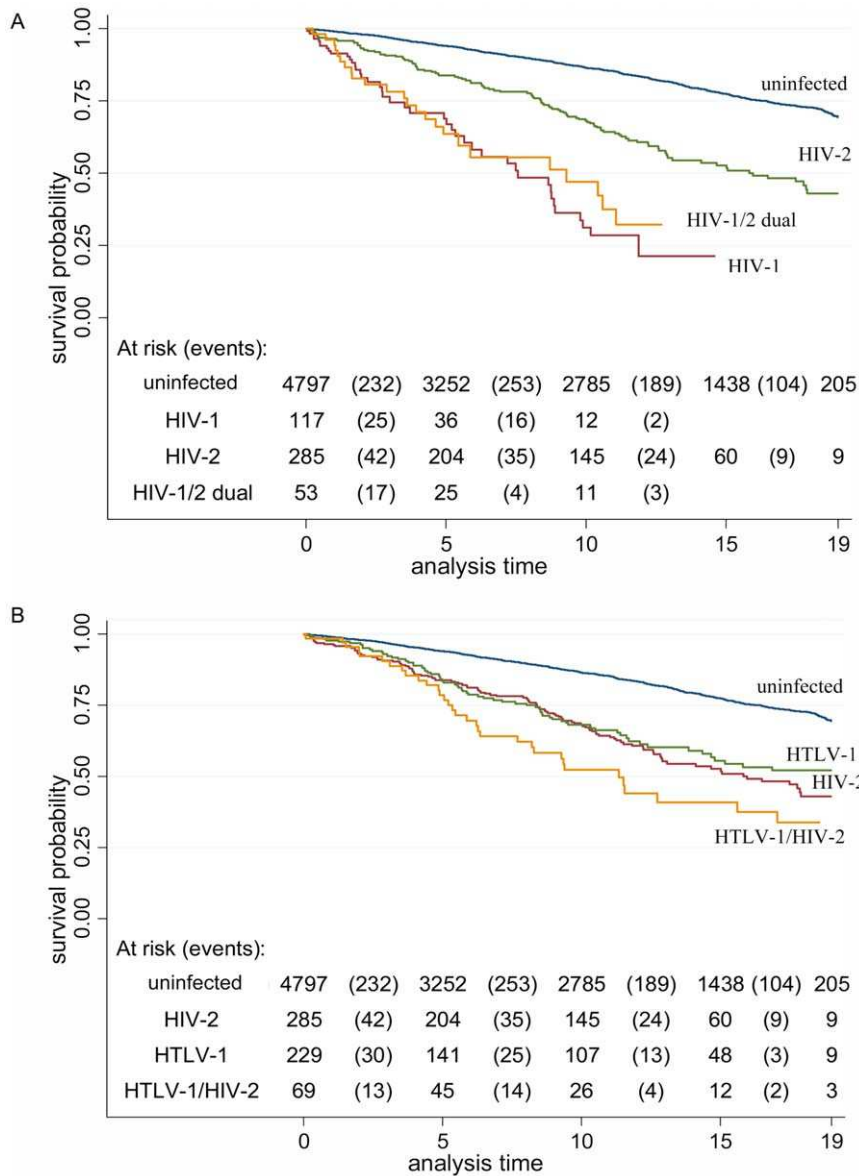 A
1.00
0.75
0.50
0.25
0.00
survival probability
uninfected
HIV-2
HIV-1/2 dual
HIV-1
At risk (events):
uninfected 4797 (232) 3252 (253) 2785 (189) 1438 (104) 205
HIV-1 117 (25) 36 (16) 12 (2)
HIV-2 285 (42) 204 (35) 145 (24) 60 (9) 9
HIV-1/2 dual 53 (17) 25 (4) 11 (3)
0 5 10 15 19
analysis time
B
1.00
0.75
0.50
0.25
0.00
survival probability
uninfected
HTLV-1
HIV-2
HTLV-1/HIV-2
At risk (events):
uninfected 4797 (232) 3252 (253) 2785 (189) 1438 (104) 205
HIV-2 285 (42) 204 (35) 145 (24) 60 (9) 9
HTLV-1 229 (30) 141 (25) 107 (13) 48 (3) 9
HTLV-1/HIV-2 69 (13) 45 (14) 26 (4) 12 (2) 3
0 5 10 15 19
analysis time